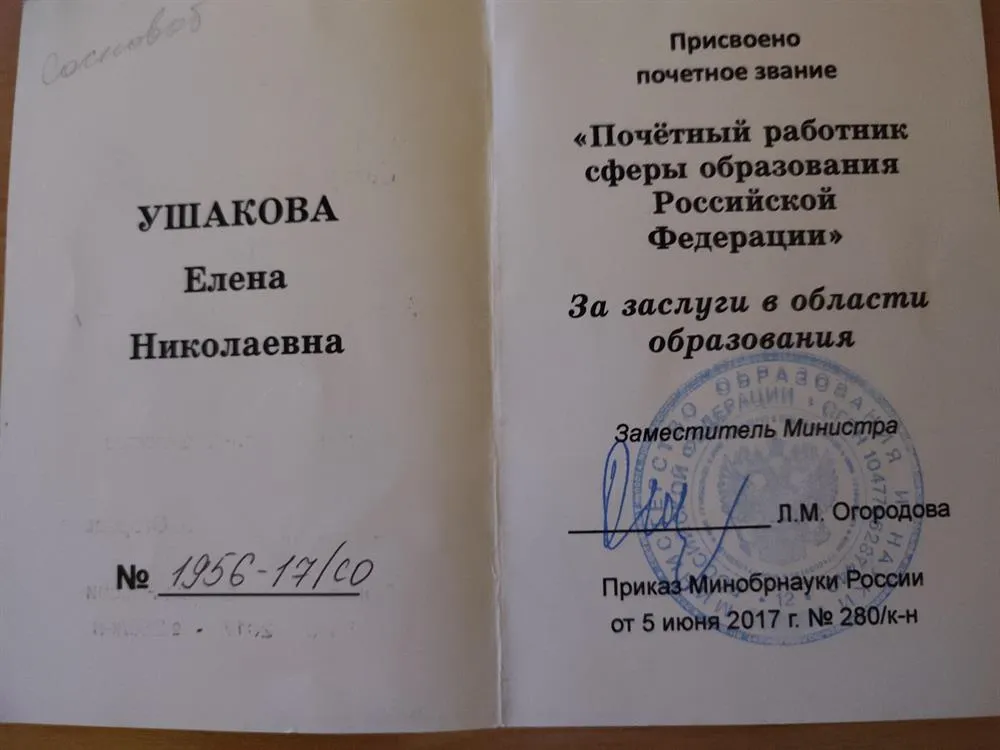 УШАКОВА
Елена
Николаевна
№ 1956-17/со
Присвоено
почетное звание
«Почётный работник
сферы образования
Российской
Федерации»
За заслуги в области
образования
Заместитель Министра
Л.М. Огородова
Приказ Минобрнауки России
от 5 июня 2017 г. № 280/к-н